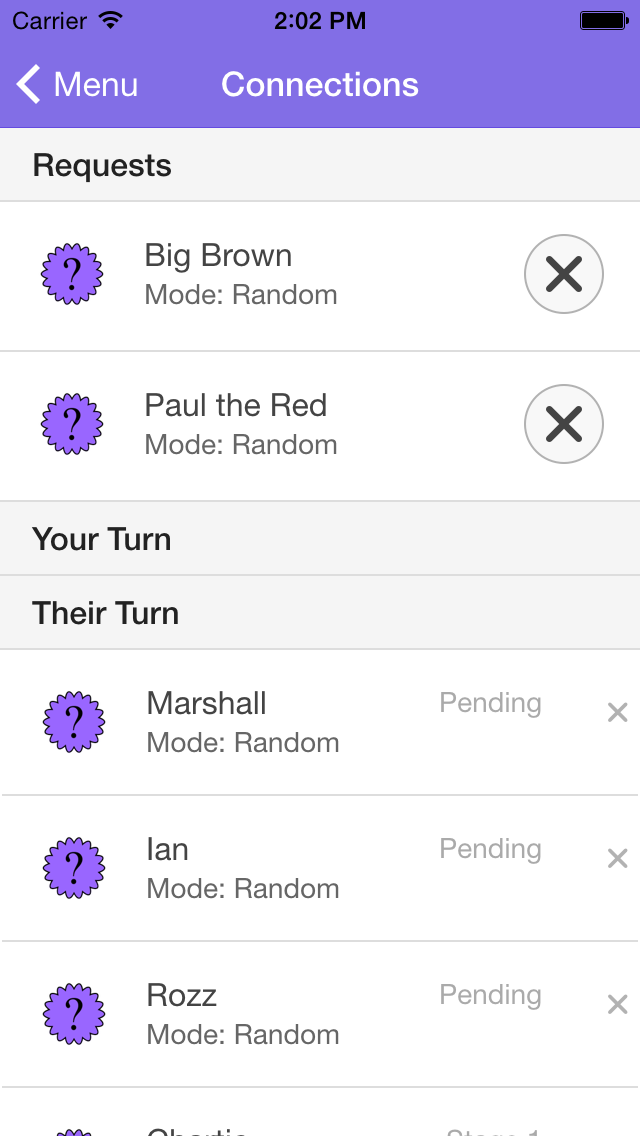 Carrier 2:02 PM
Menu Connections
Requests
?
Big Brown
Mode: Random
?
Paul the Red
Mode: Random
Your Turn
Their Turn
?
Marshall Pending
Mode: Random
?
Ian Pending
Mode: Random
?
Rozz Pending
Mode: Random